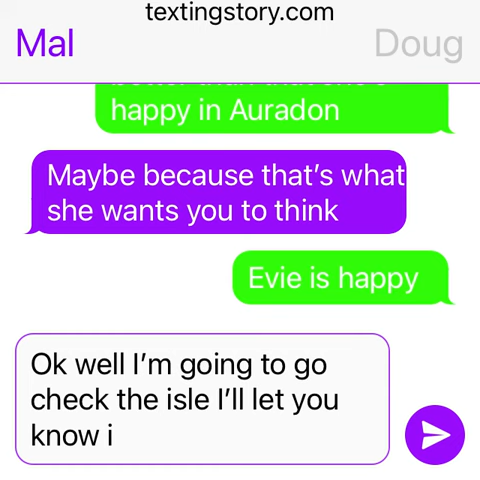 textingstory.com
Mal
Doug
happy in Auradon
Maybe because that's what
she wants you to think
Evie is happy
Ok well I'm going to go
check the isle I'll let you
know i